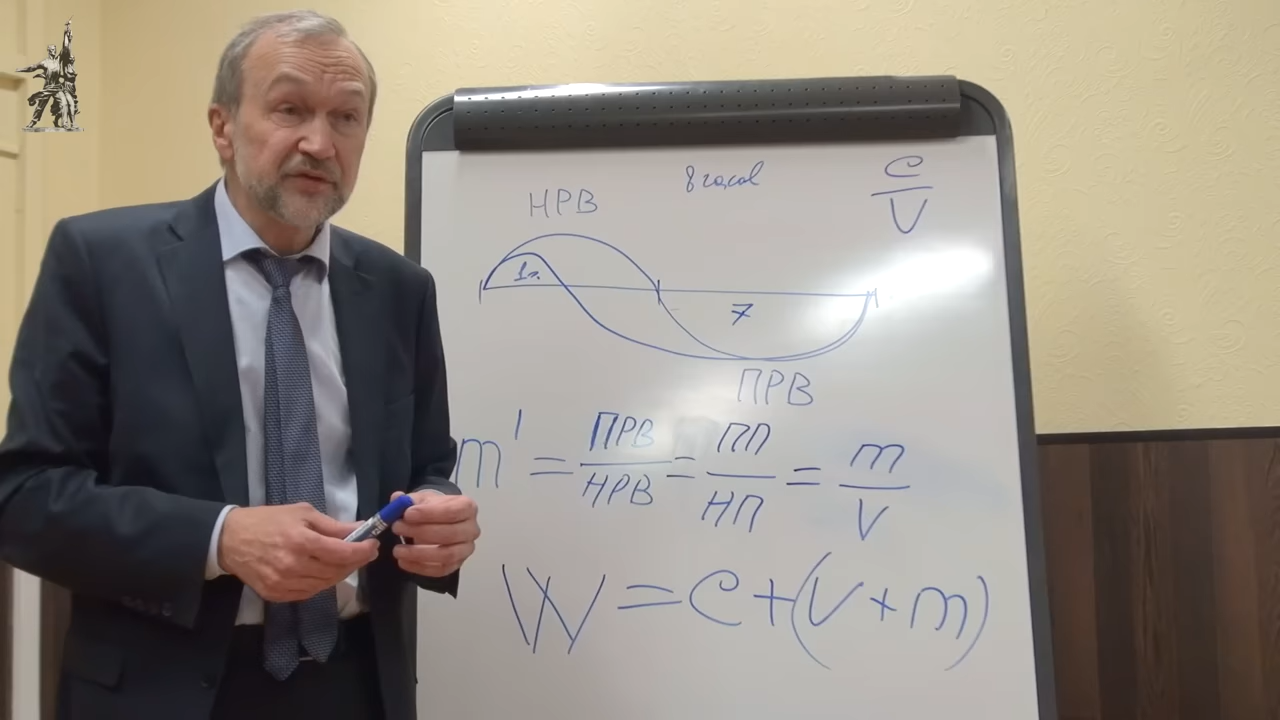 НРВ 8 часов
C
V
1ч.
7
ПРВ
m' = ПРВ/НРВ = ПП/НП = m/V
W = C + (V + m)